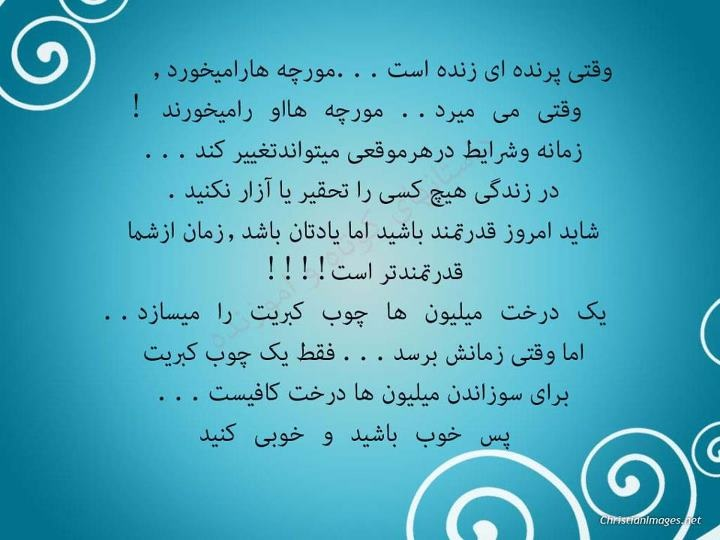 وقتی پرنده ای زنده است . . .مورچه هارامیخورد ,
وقتی می میرد . . مورچه هااو رامیخورند !
زمانه وشرایط درهرموقعی میتواندتغییر کند . . .
در زندگی هیچ کسی را تحقیر یا آزار نکنید .
شاید امروز قدرتمند باشید اما یادتان باشد ,زمان ازشما
قدرتمندتر است ! ! ! !
یک درخت میلیون ها چوب کبریت را میسازد . .
اما وقتی زمانش برسد . . . فقط یک چوب کبریت
برای سوزاندن میلیون ها درخت کافیست . . .
پس خوب باشید و خوبی کنید
ChristianImages.net